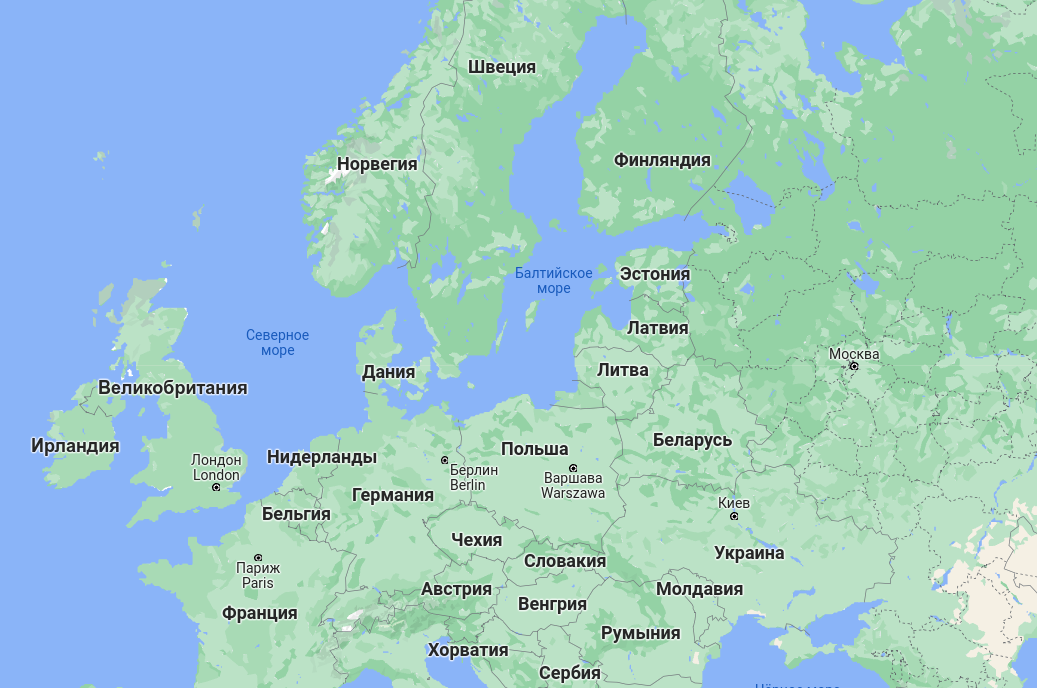 Швеция
Норвегия
Финляндия
Балтийское
море
Эстония
Северное
море
Латвия
Москва
Дания
Литва
Великобритания
Ирландия
Беларусь
Польша
Нидерланды
Лондон
London
Берлин
Berlin
Варшава
Warszawa
Германия
Киев
Бельгия
Чехия
Украина
Словакия
Париж
Paris
Австрия
Молдавия
Венгрия
Франция
Румыния
Хорватия
Сербия
Чёрное море